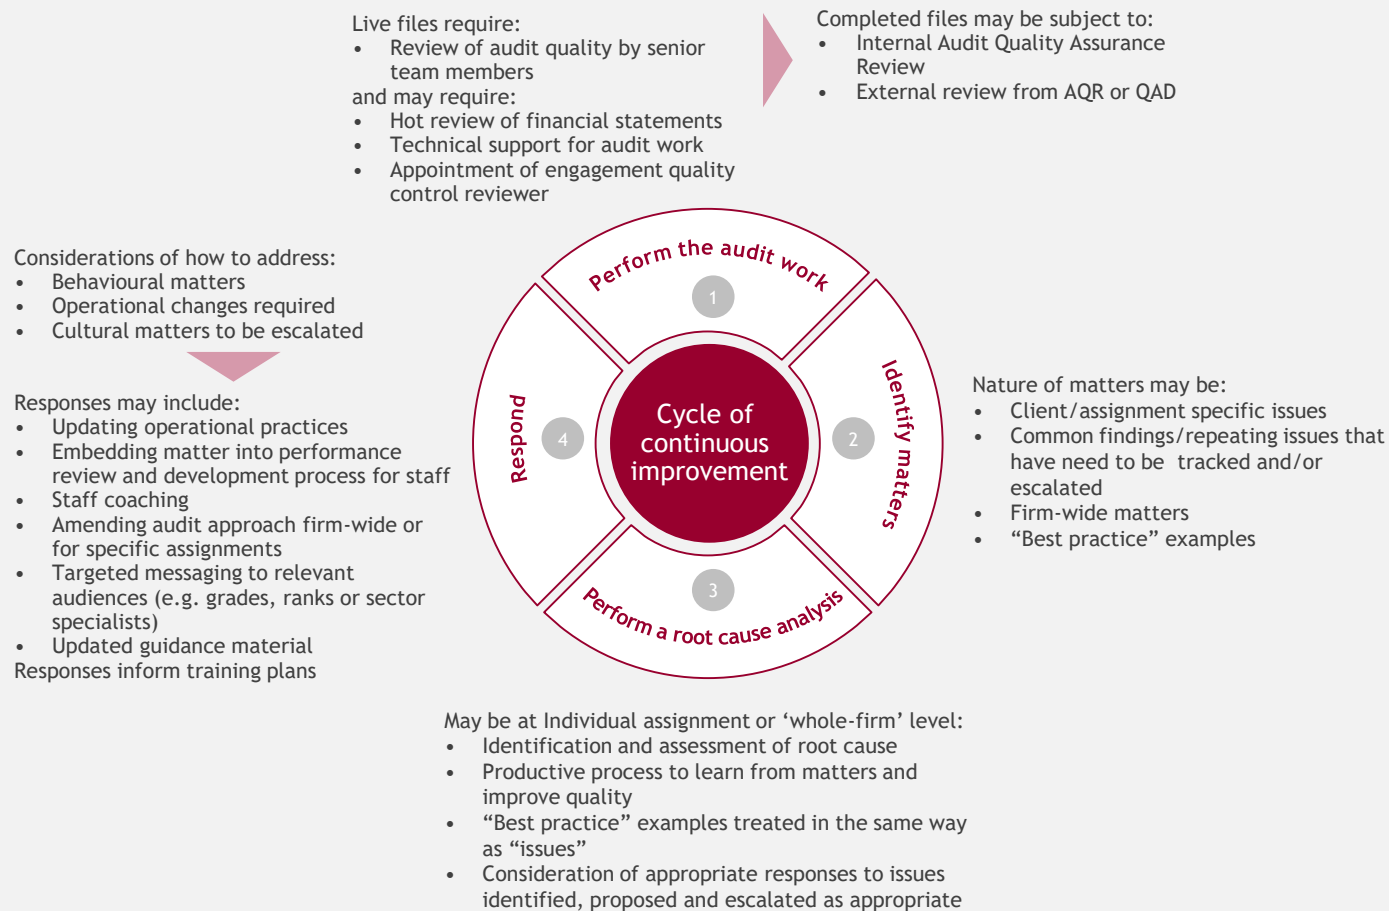 Live files require:
• Review of audit quality by senior
team members
and may require:
• Hot review of financial statements
• Technical support for audit work
• Appointment of engagement quality
control reviewer
Completed files may be subject to:
• Internal Audit Quality Assurance
Review
• External review from AQR or QAD
Considerations of how to address:
• Behavioural matters
• Operational changes required
• Cultural matters to be escalated
Responses may include:
• Updating operational practices
• Embedding matter into performance
review and development process for staff
• Staff coaching
• Amending audit approach firm-wide or
for specific assignments
• Targeted messaging to relevant
audiences (e.g. grades, ranks or sector
specialists)
• Updated guidance material
Responses inform training plans
Perform the audit work
1
Identify matters
2
Perform a root cause analysis
3
Respond
4
Cycle of
continuous
improvement
Nature of matters may be:
• Client/assignment specific issues
• Common findings/repeating issues that
have need to be  tracked and/or
escalated
• Firm-wide matters
• “Best practice” examples
May be at Individual assignment or ‘whole-firm’ level:
• Identification and assessment of root cause
• Productive process to learn from matters and
improve quality
• “Best practice” examples treated in the same way
as “issues”
• Consideration of appropriate responses to issues
identified, proposed and escalated as appropriate